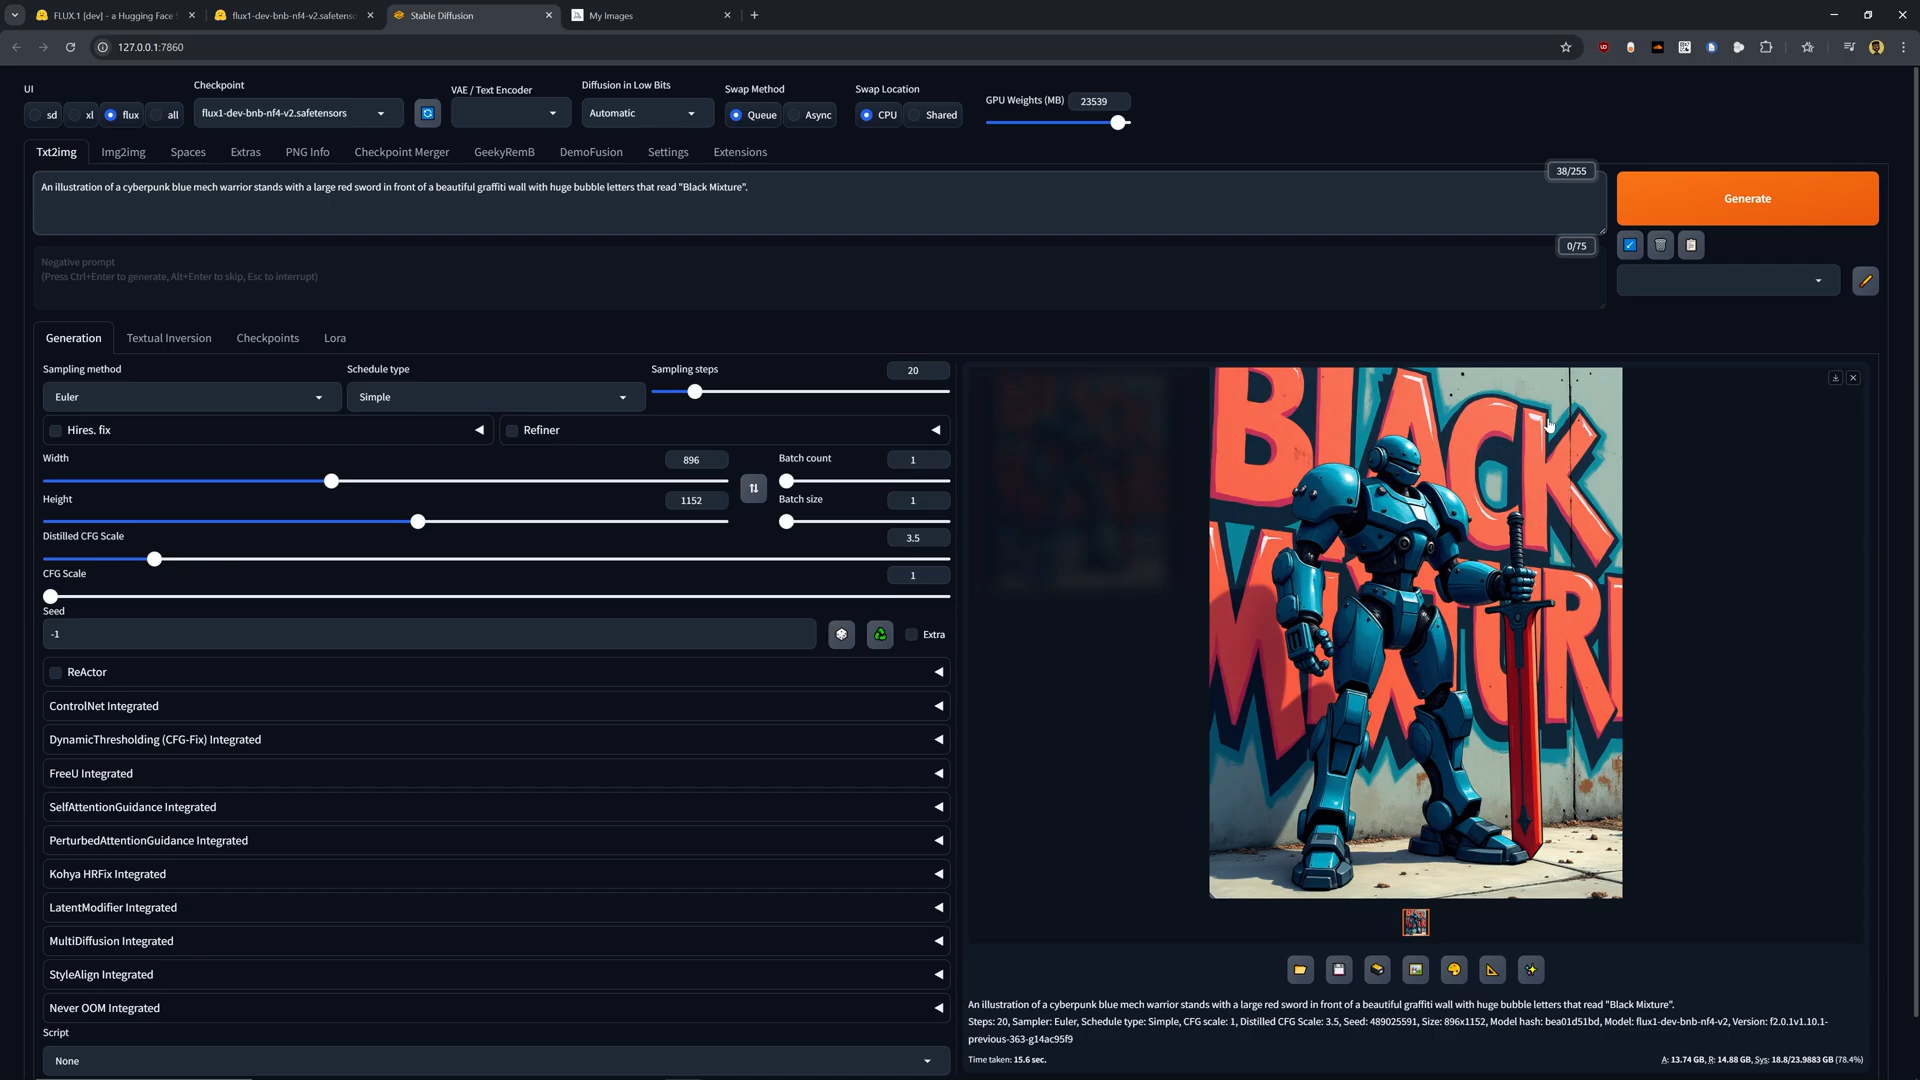 FLUX.1 [dev] - a Hugging Face S
flux1-dev-bnb-nf4-v2.safetenso
Stable Diffusion
My Images
127.0.0.1:7860
UI
sd
xl
flux
all
Checkpoint
flux1-dev-bnb-nf4-v2.safetensors
VAE / Text Encoder
Diffusion in Low Bits
Automatic
Swap Method
Queue
Async
Swap Location
CPU
Shared
GPU Weights (MB)
23539
Txt2img
Img2img
Spaces
Extras
PNG Info
Checkpoint Merger
GeekyRemB
DemoFusion
Settings
Extensions
38/255
An illustration of a cyberpunk blue mech warrior stands with a large red sword in front of a beautiful graffiti wall with huge bubble letters that read "Black Mixture".
Generate
0/75
Negative prompt
(Press Ctrl+Enter to generate, Alt+Enter to skip, Esc to interrupt)
Generation
Textual Inversion
Checkpoints
Lora
Sampling method
Euler
Schedule type
Simple
Sampling steps
20
Hires. fix
Refiner
Width
896
Batch count
1
Height
1152
Batch size
1
Distilled CFG Scale
3.5
CFG Scale
1
Seed
-1
Extra
ReActor
ControlNet Integrated
DynamicThresholding (CFG-Fix) Integrated
FreeU Integrated
SelfAttentionGuidance Integrated
PerturbedAttentionGuidance Integrated
Kohya HRFix Integrated
LatentModifier Integrated
MultiDiffusion Integrated
StyleAlign Integrated
Never OOM Integrated
Script
None
BLACK
MIXTURE
An illustration of a cyberpunk blue mech warrior stands with a large red sword in front of a beautiful graffiti wall with huge bubble letters that read "Black Mixture".
Steps: 20, Sampler: Euler, Schedule type: Simple, CFG scale: 1, Distilled CFG Scale: 3.5, Seed: 489025591, Size: 896x1152, Model hash: bea01d51bd, Model: flux1-dev-bnb-nf4-v2, Version: f2.0.1v1.10.1-
previous-363-g14ac95f9
Time taken: 15.6 sec.
A: 13.74 GB, R: 14.88 GB, Sys: 18.8/23.9883 GB (78.4%)